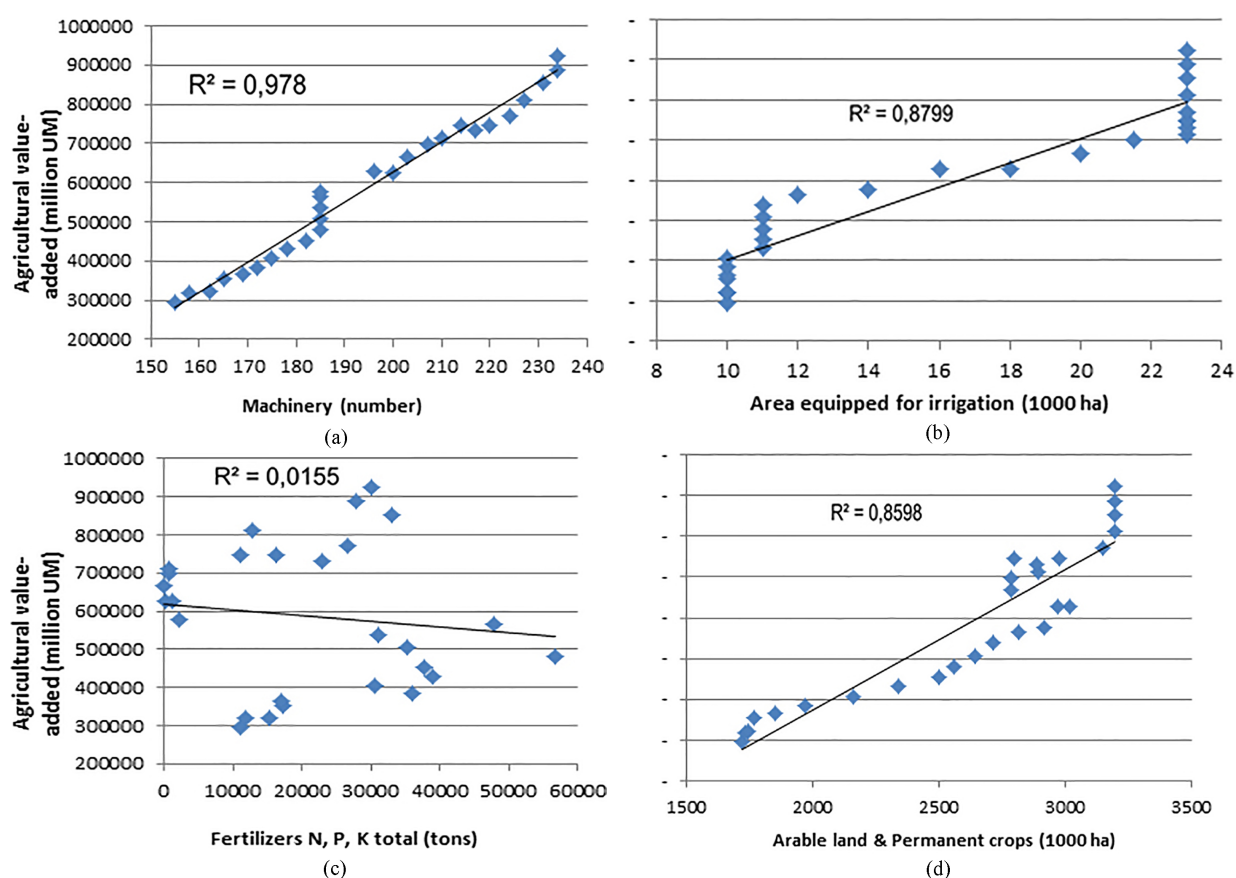 1000000
900000
800000
700000
600000
500000
400000
300000
200000
Agricultural value-
added (million UM)
R² = 0,978
150 160 170 180 190 200 210 220 230 240
Machinery (number)
(a)
-
-
-
-
-
-
-
-
-
R² = 0,8799
8 10 12 14 16 18 20 22 24
Area equipped for irrigation (1000 ha)
(b)
1000000
900000
800000
700000
600000
500000
400000
300000
200000
Agricultural value-
added (million UM)
R² = 0,0155
0 10000 20000 30000 40000 50000 60000
Fertilizers N, P, K total (tons)
(c)
-
-
-
-
-
-
-
-
-
R² = 0,8598
1500 2000 2500 3000 3500
Arable land & Permanent crops (1000 ha)
(d)